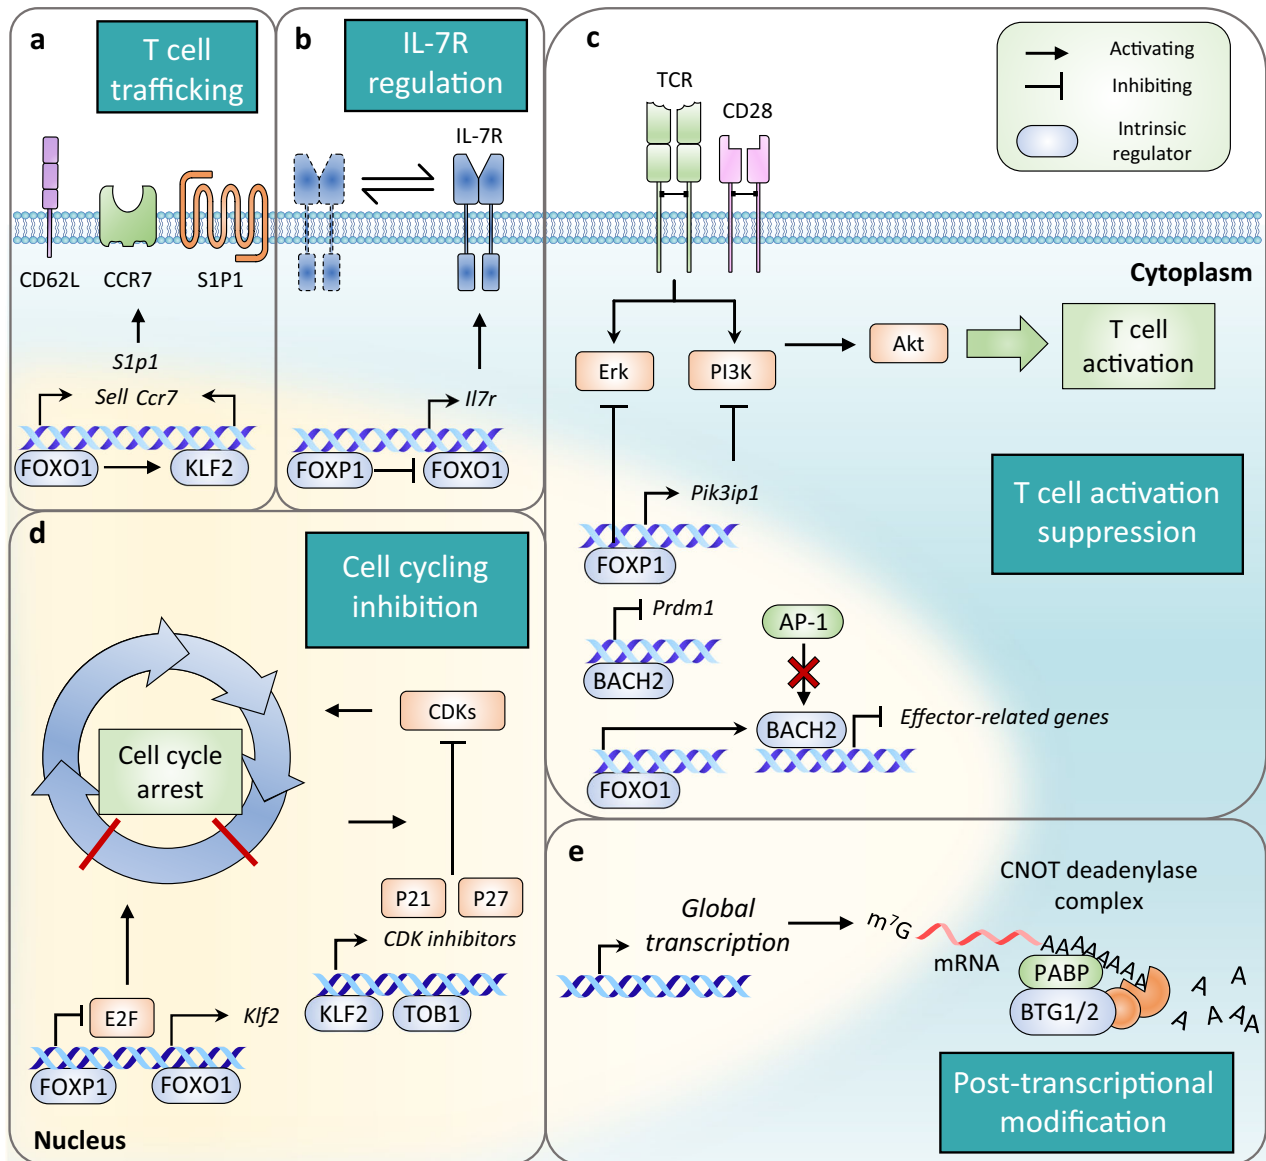 a
T cell
trafficking
CD62L
CCR7
S1P1
S1p1
Sell Ccr7
FOXO1
KLF2
b
IL-7R
regulation
IL-7R
Il7r
FOXP1
FOXO1
c
Activating
Inhibiting
Intrinsic
regulator
TCR
CD28
Cytoplasm
Erk
PI3K
Akt
T cell
activation
T cell activation
suppression
Pik3ip1
FOXP1
Prdm1
BACH2
AP-1
BACH2
Effector-related genes
FOXO1
d
Cell cycling
inhibition
Cell cycle
arrest
CDKs
P21
P27
CDK inhibitors
KLF2
TOB1
E2F
Klf2
FOXP1
FOXO1
Nucleus
e
Global
transcription
m⁷G
mRNA
CNOT deadenylase
complex
AAAAAAAA
PABP
BTG1/2
A
A
A
A
AA
Post-transcriptional
modification